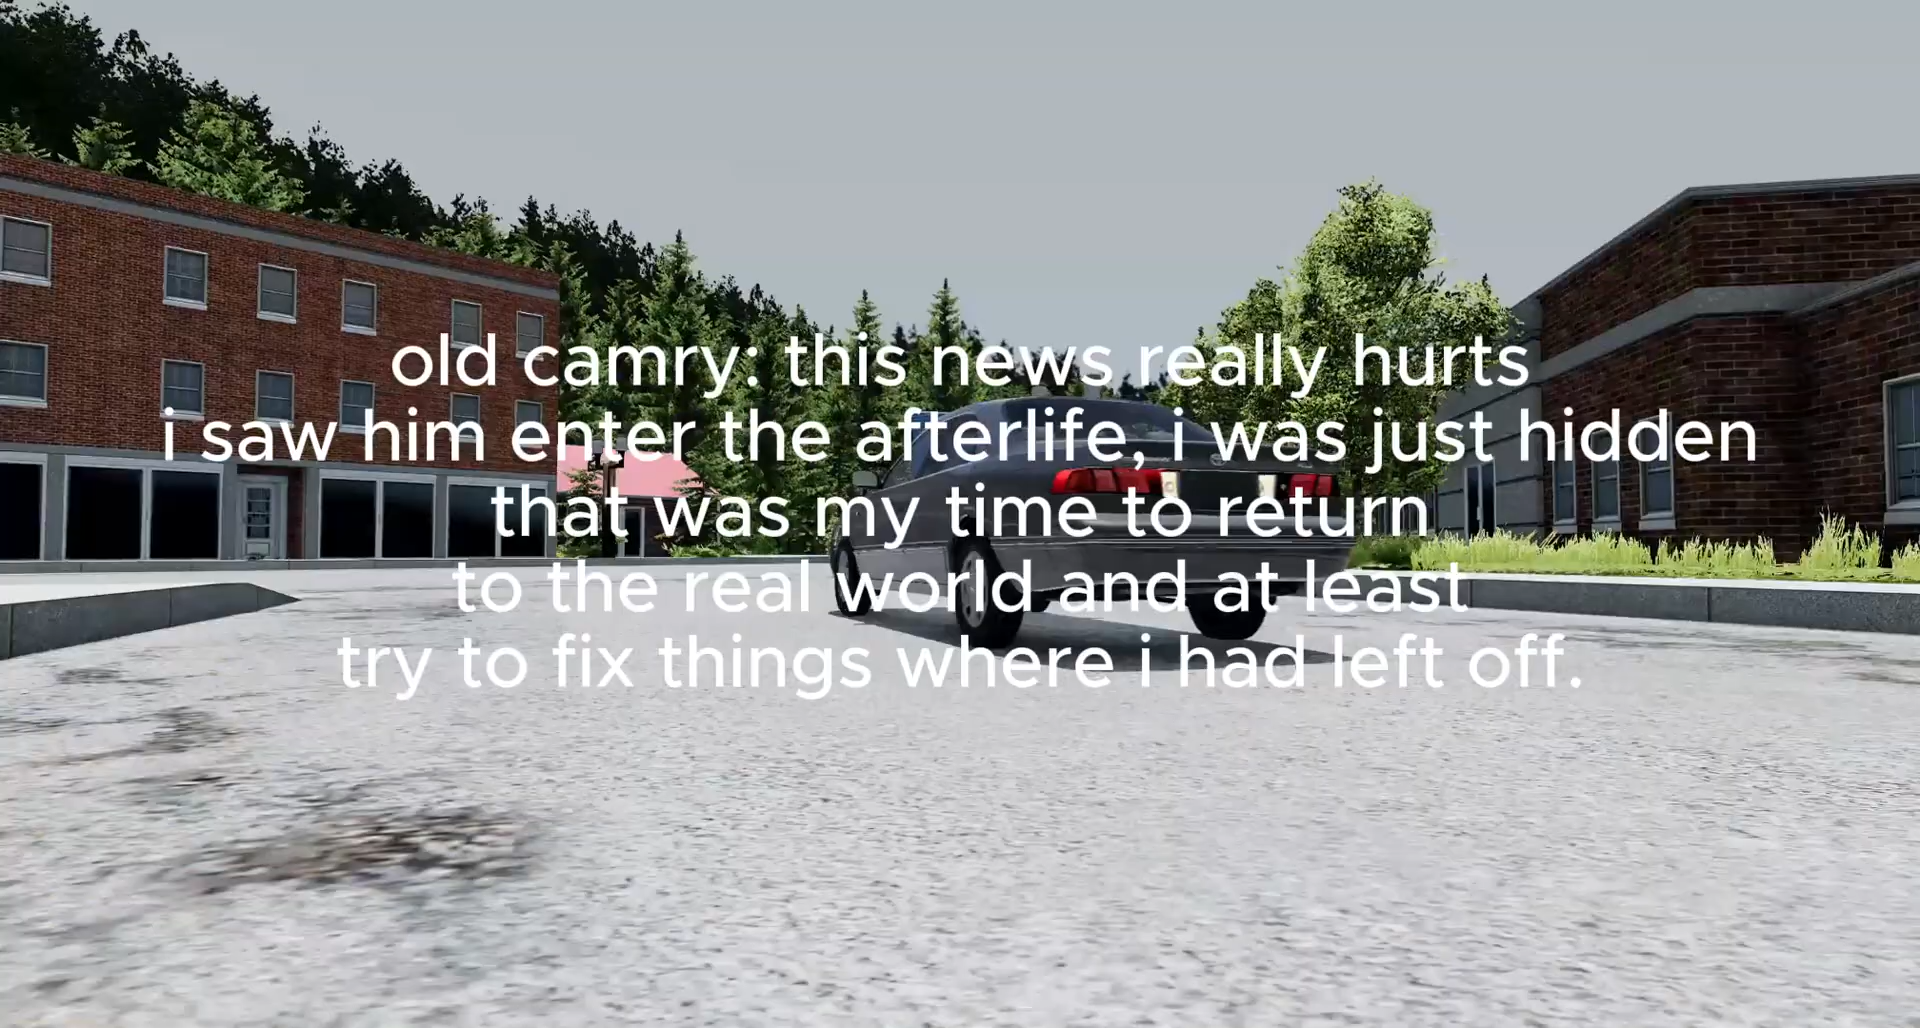 old camry: this news really hurts
i saw him enter the afterlife, i was just hidden
that was my time to return
to the real world and at least
try to fix things where i had left off.